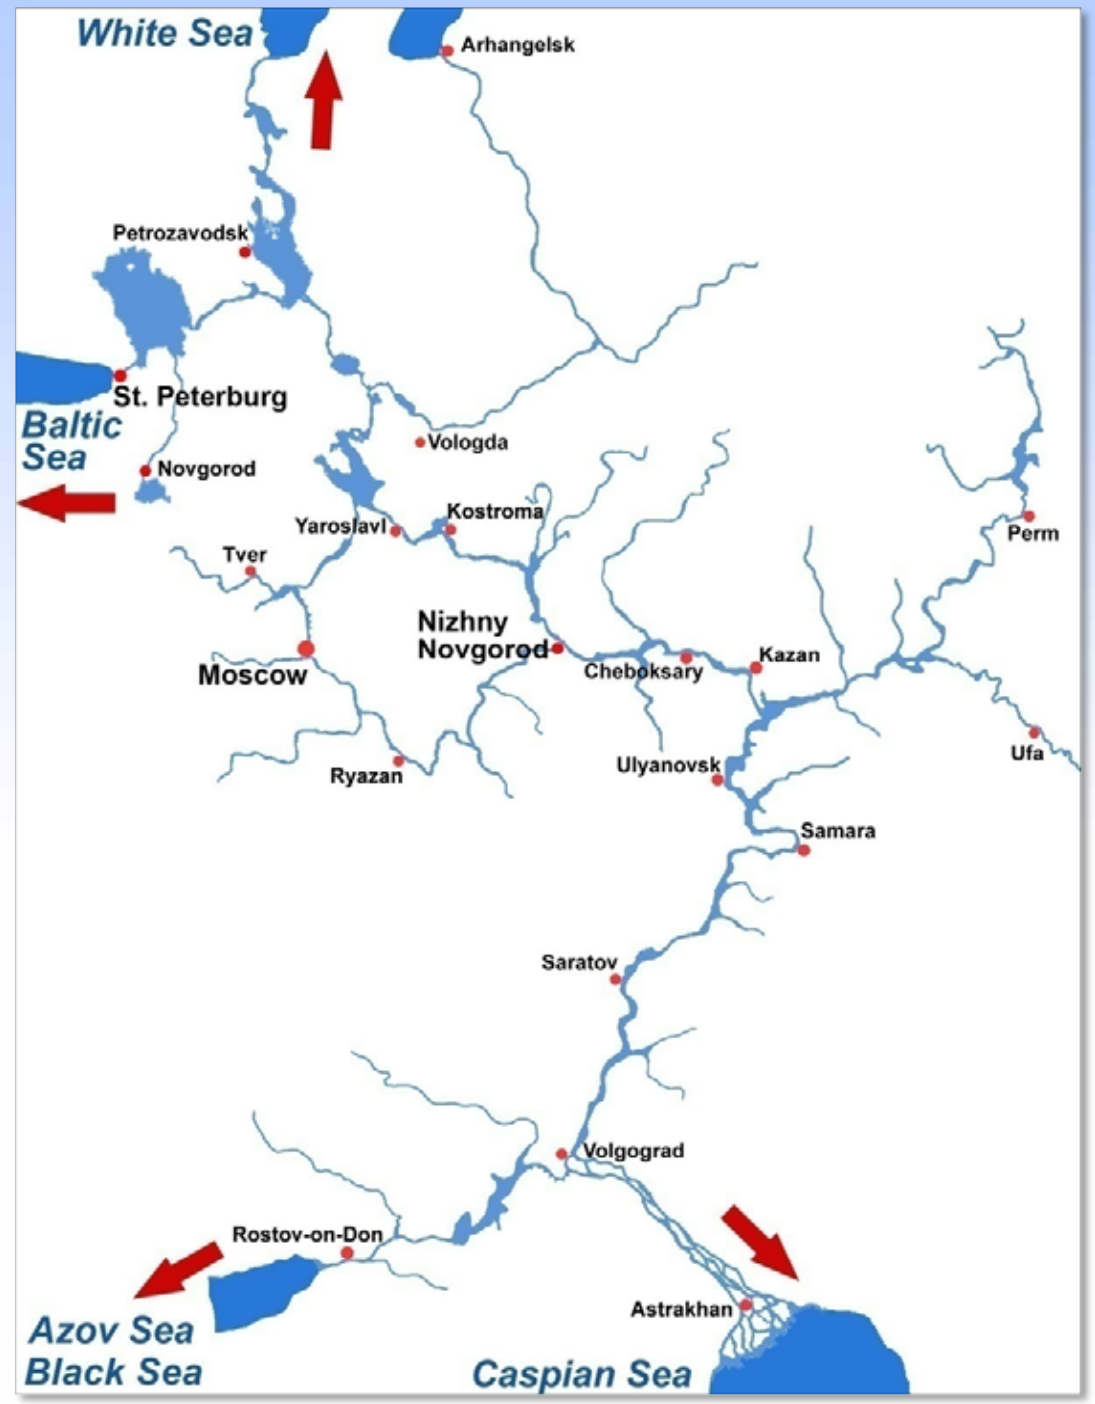 White Sea
Arhangelsk
Petrozavodsk
St. Peterburg
Baltic
Sea
Vologda
Novgorod
Kostroma
Yaroslavl
Perm
Tver
Nizhny
Novgorod
Kazan
Cheboksary
Moscow
Ufa
Ulyanovsk
Ryazan
Samara
Saratov
Volgograd
Rostov-on-Don
Astrakhan
Azov Sea
Black Sea
Caspian Sea